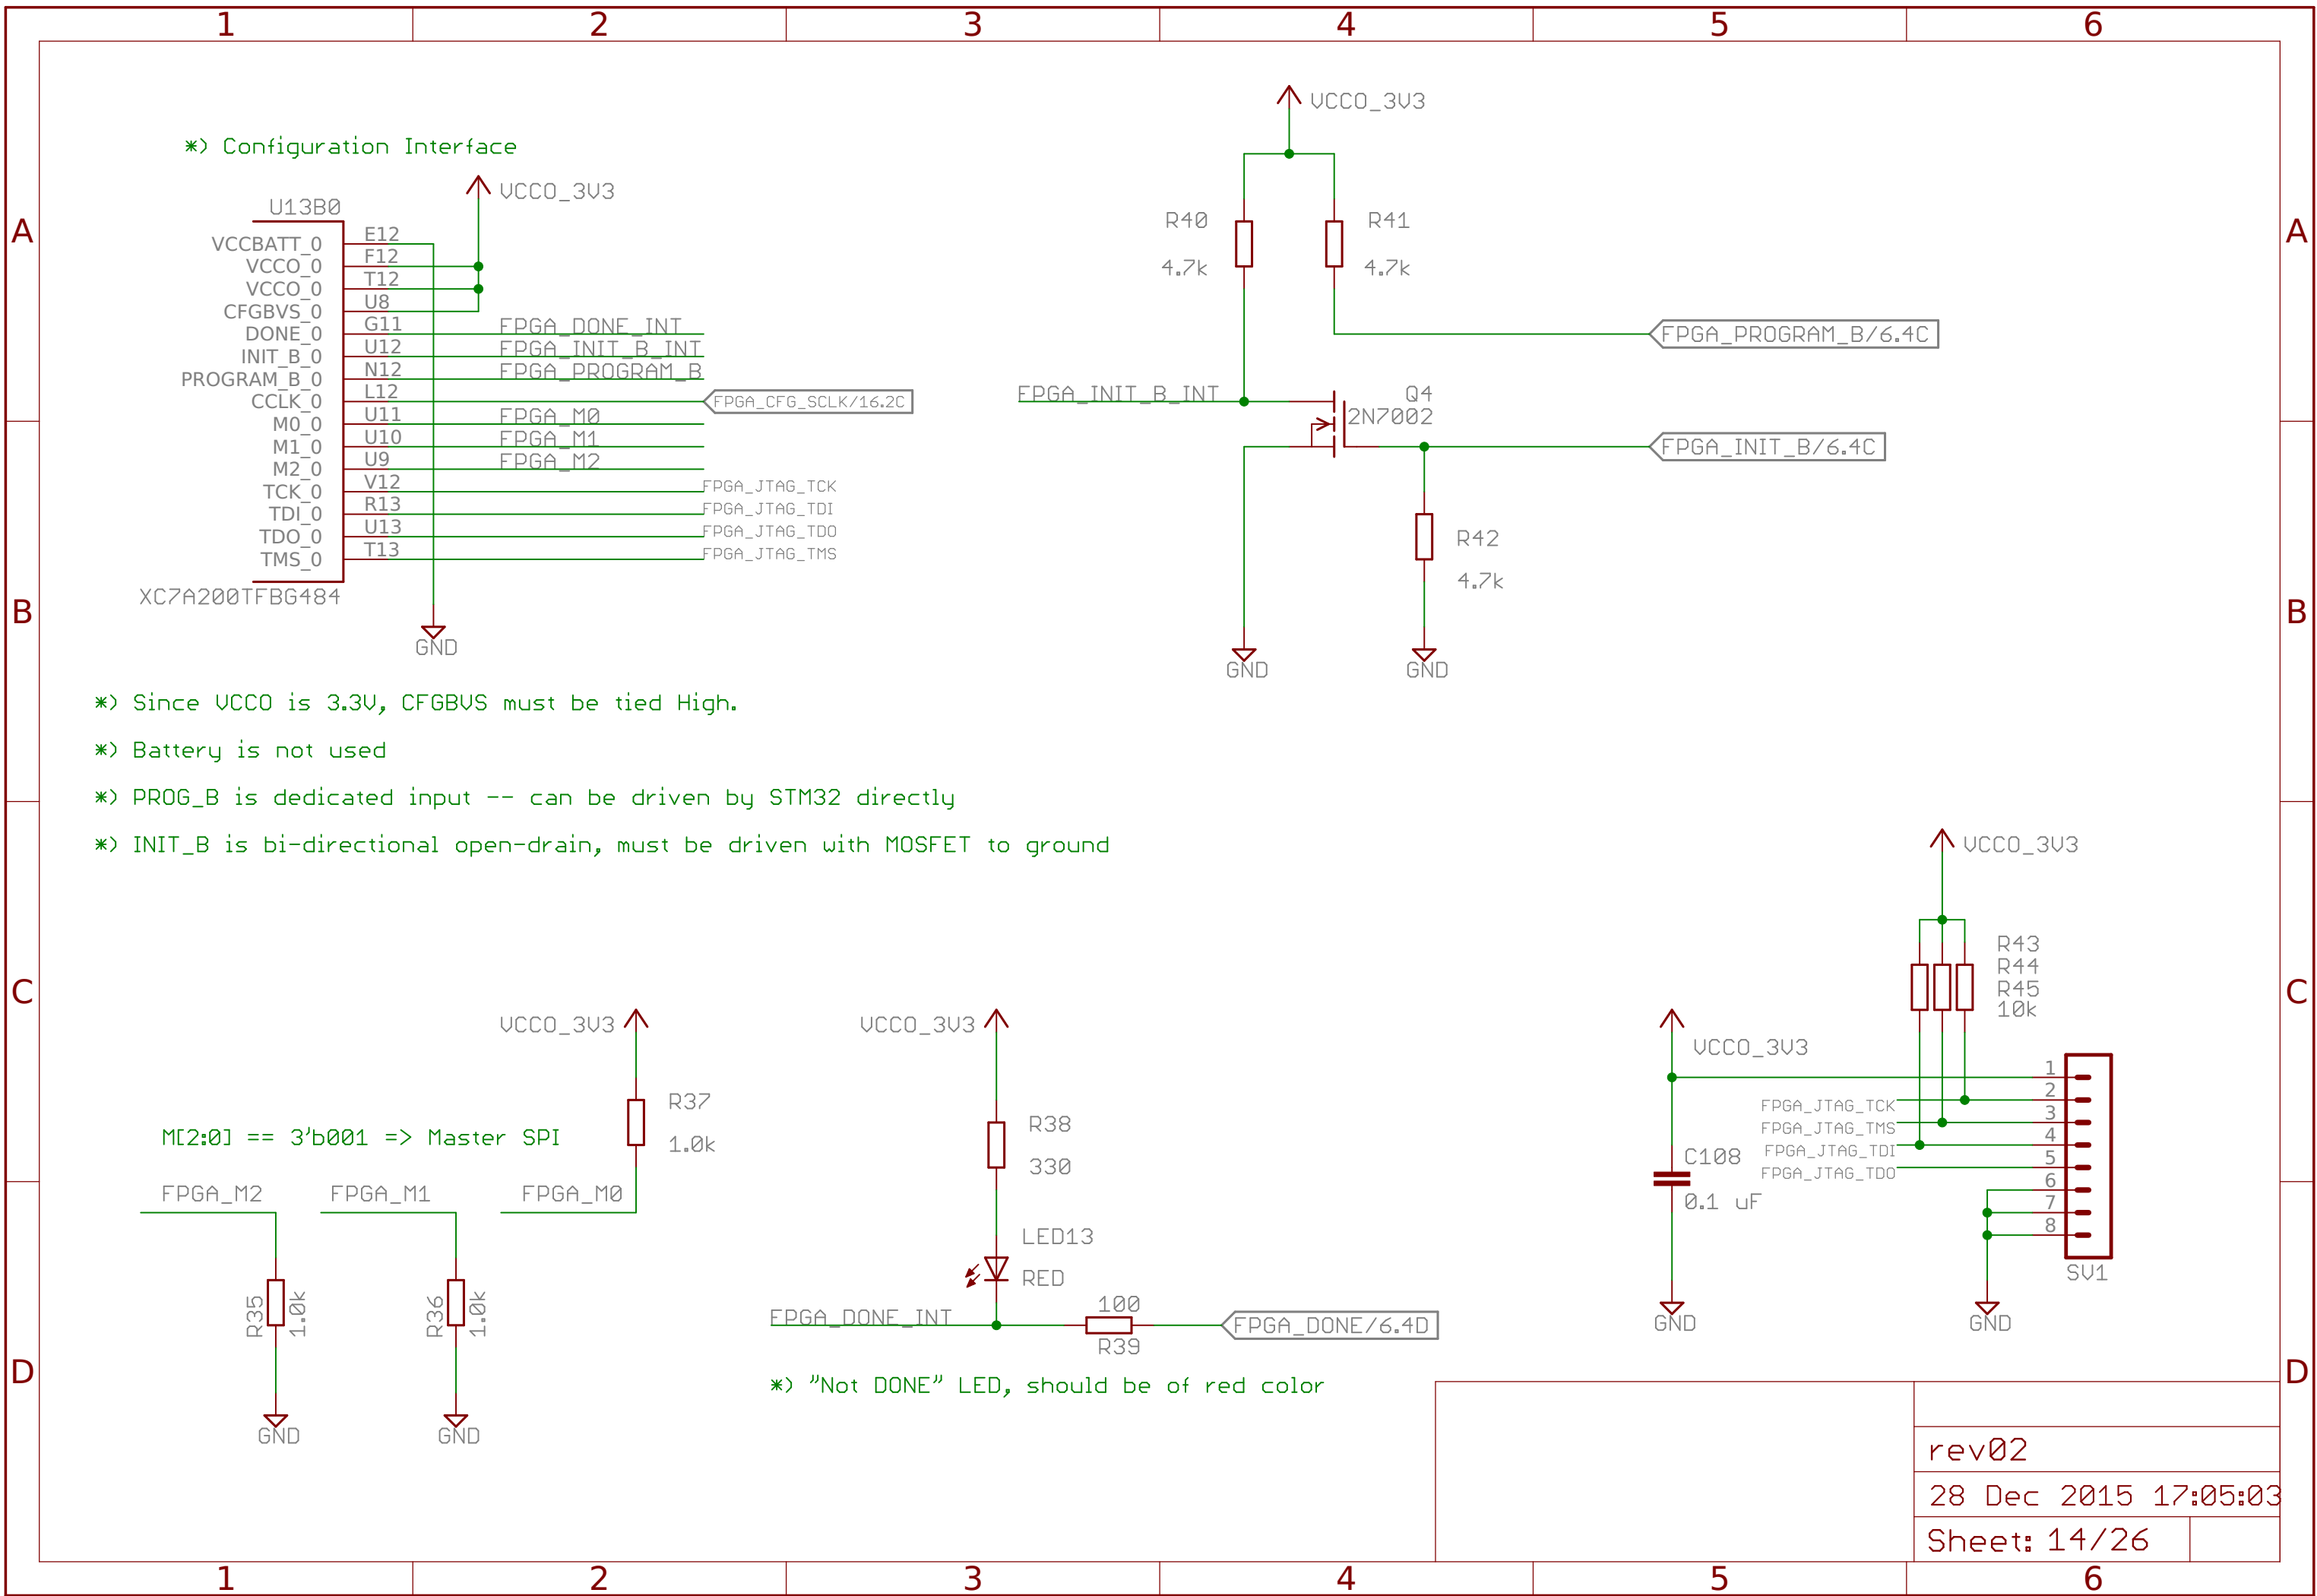 1 2 3 4 5 6
A A
B B
C C
D D
*) Configuration Interface
VCCO_3V3
U13B0
VCCBATT_0 E12
VCCO_0 F12
VCCO_0 T12
CFGBVS_0 U8
DONE_0 G11 FPGA_DONE_INT
INIT_B_0 U12 FPGA_INIT_B_INT
PROGRAM_B_0 N12 FPGA_PROGRAM_B
CCLK_0 L12 FPGA_CFG_SCLK/16.2C
M0_0 U11 FPGA_M0
M1_0 U10 FPGA_M1
M2_0 U9 FPGA_M2
TCK_0 V12 FPGA_JTAG_TCK
TDI_0 R13 FPGA_JTAG_TDI
TDO_0 U13 FPGA_JTAG_TDO
TMS_0 T13 FPGA_JTAG_TMS
XC7A200TFBG484
GND
VCCO_3V3
R40 R41
4.7k 4.7k
FPGA_PROGRAM_B/6.4C
FPGA_INIT_B_INT Q4
2N7002
FPGA_INIT_B/6.4C
R42
4.7k
GND GND
*) Since VCCO is 3.3V, CFGBVS must be tied High.
*) Battery is not used
*) PROG_B is dedicated input -- can be driven by STM32 directly
*) INIT_B is bi-directional open-drain, must be driven with MOSFET to ground
VCCO_3V3
R37
1.0k
M[2:0] == 3'b001 => Master SPI
FPGA_M2 FPGA_M1 FPGA_M0
R35 1.0k R36 1.0k
GND GND
VCCO_3V3
R38
330
LED13
RED
FPGA_DONE_INT 100 FPGA_DONE/6.4D
R39
*) "Not DONE" LED, should be of red color
VCCO_3V3
R43
R44
R45
10k
VCCO_3V3
1
FPGA_JTAG_TCK 2
FPGA_JTAG_TMS 3
FPGA_JTAG_TDI 4
FPGA_JTAG_TDO 5
6
7
8
C108
0.1 uF
SV1
GND GND
rev02
28 Dec 2015 17:05:03
Sheet: 14/26
1 2 3 4 5 6